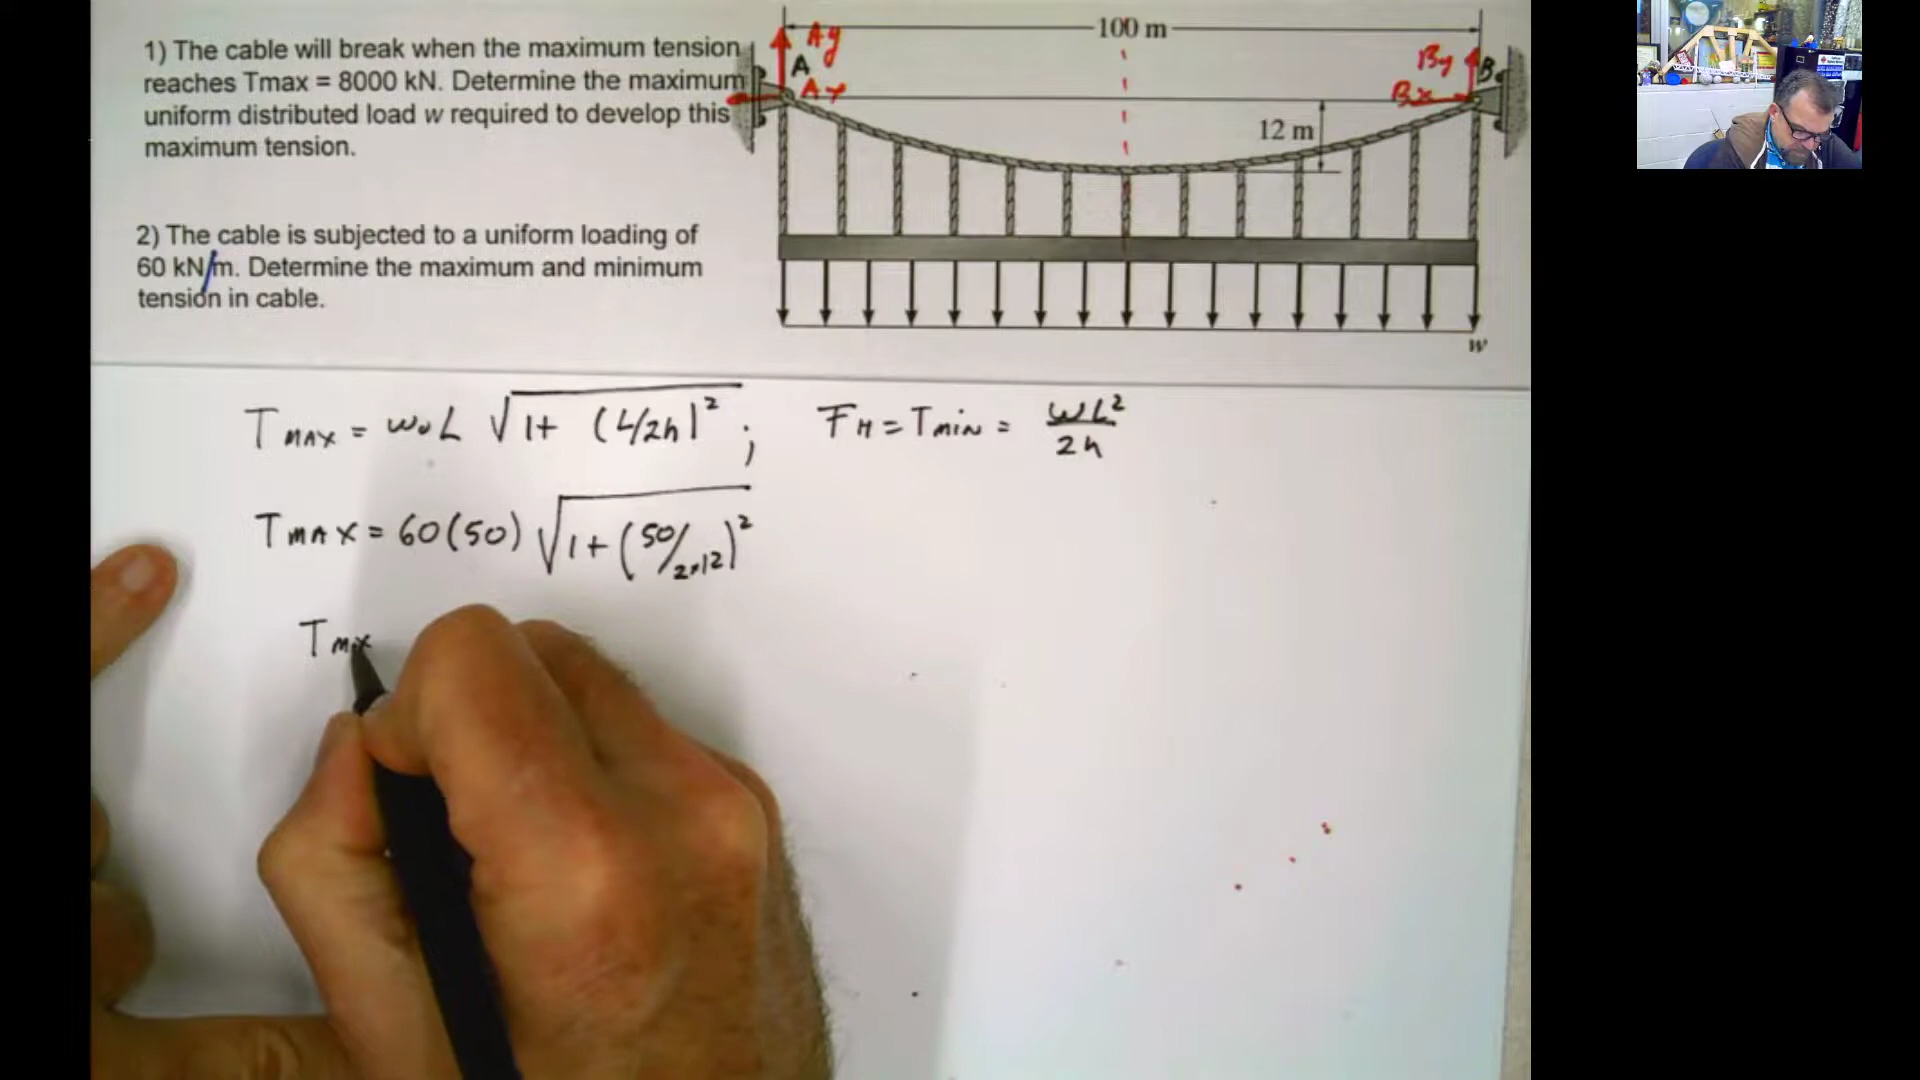 1) The cable will break when the maximum tension
reaches Tmax = 8000 kN. Determine the maximum
uniform distributed load w required to develop this
maximum tension.
2) The cable is subjected to a uniform loading of
60 kN/m. Determine the maximum and minimum
tension in cable.
100 m
Ay
A
Ax
By
B
Bx
12 m
w
TMAX = w₀L √(1+ (L/2h)²) ; FH = Tmin = wL²/2h
TMAX = 60(50) √(1+(50/2×12)²)
Tmax